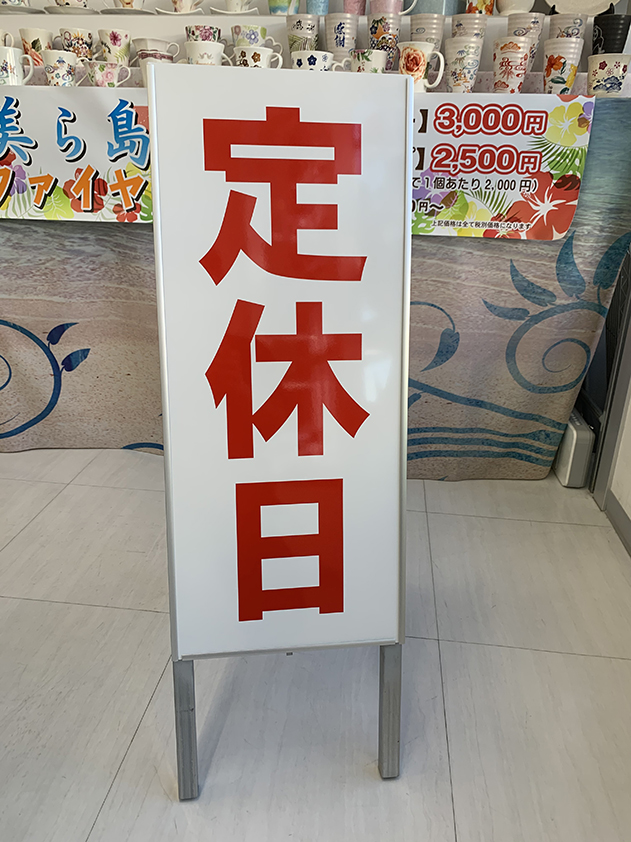 定休日
美ら島
ファイヤ
】3,000円
】2,500円
で1個あたり2,000円)
0円～
上記価格は全て税別価格になります